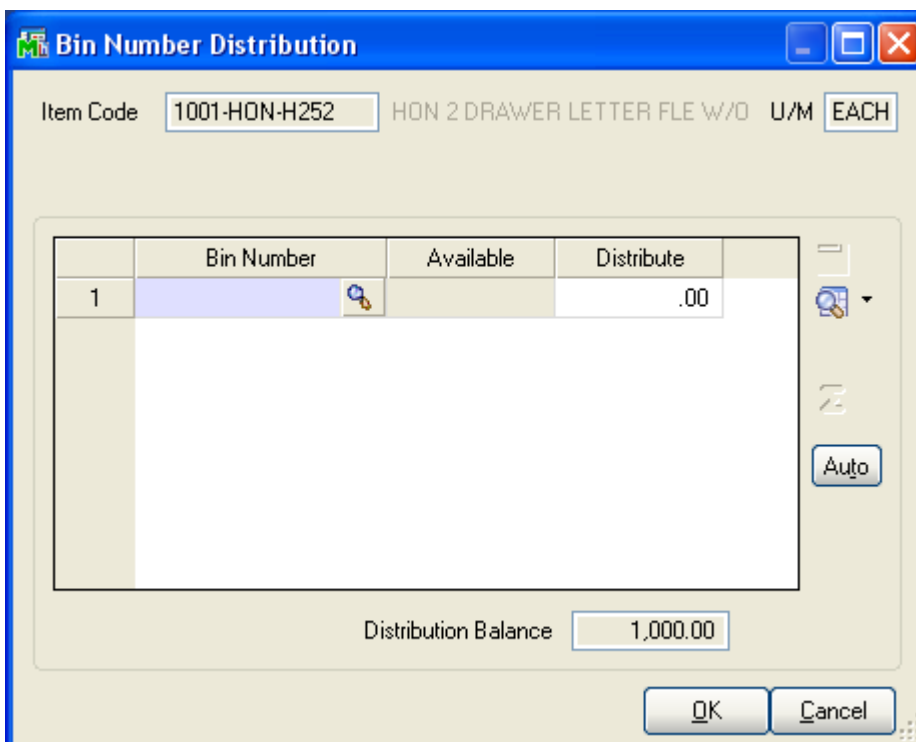 Bin Number Distribution
Item Code 1001-HON-H252 HON 2 DRAWER LETTER FLE W/O U/M EACH
Bin Number Available Distribute
1 .00
Auto
Distribution Balance 1,000.00
OK Cancel